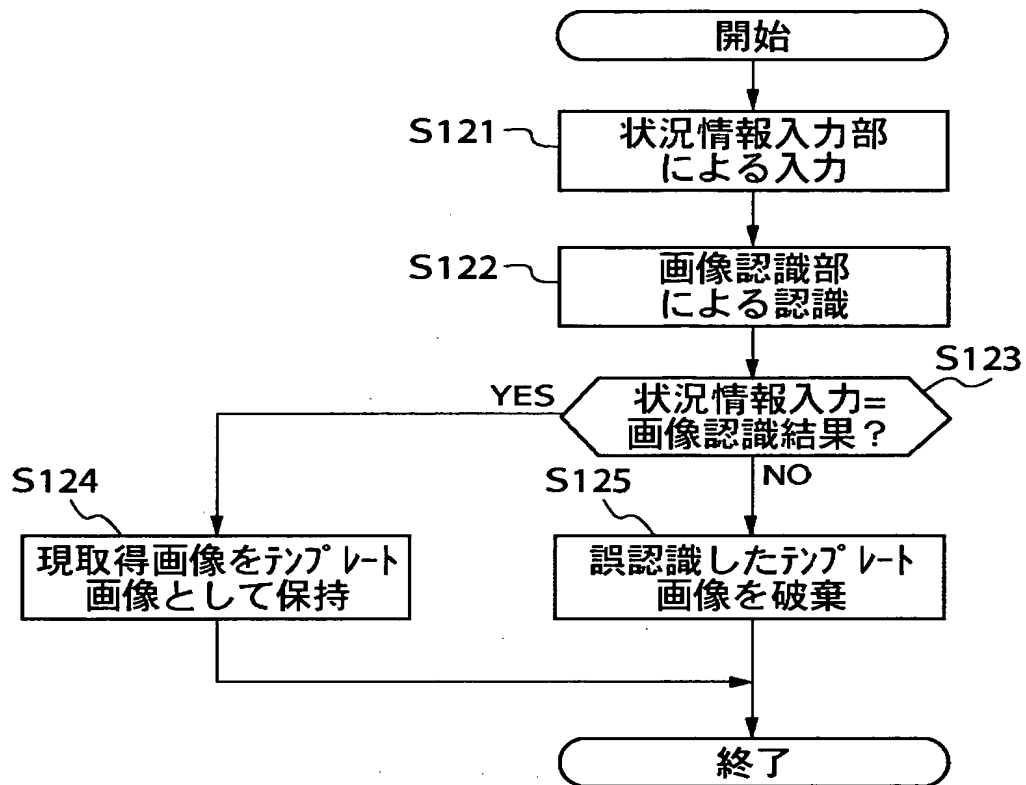 開始
S121
状況情報入力部
による入力
S122
画像認識部
による認識
S123
状況情報入力=
画像認識結果?
YES
NO
S124
現取得画像をﾃﾝﾌﾟﾚｰﾄ
画像として保持
S125
誤認識したﾃﾝﾌﾟﾚｰﾄ
画像を破棄
終了